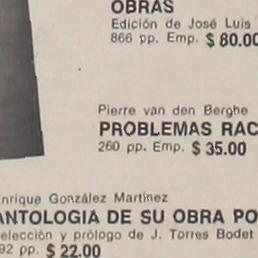 OBRAS
Edición de José Luis
866 pp. Emp. $ 80.00
Pierre van den Berghe
PROBLEMAS RAC
260 pp. Emp. $ 35.00
nrique González Martínez
ANTOLOGIA DE SU OBRA PO
elección y prólogo de J. Torres Bodet
92 pp. $ 22.00